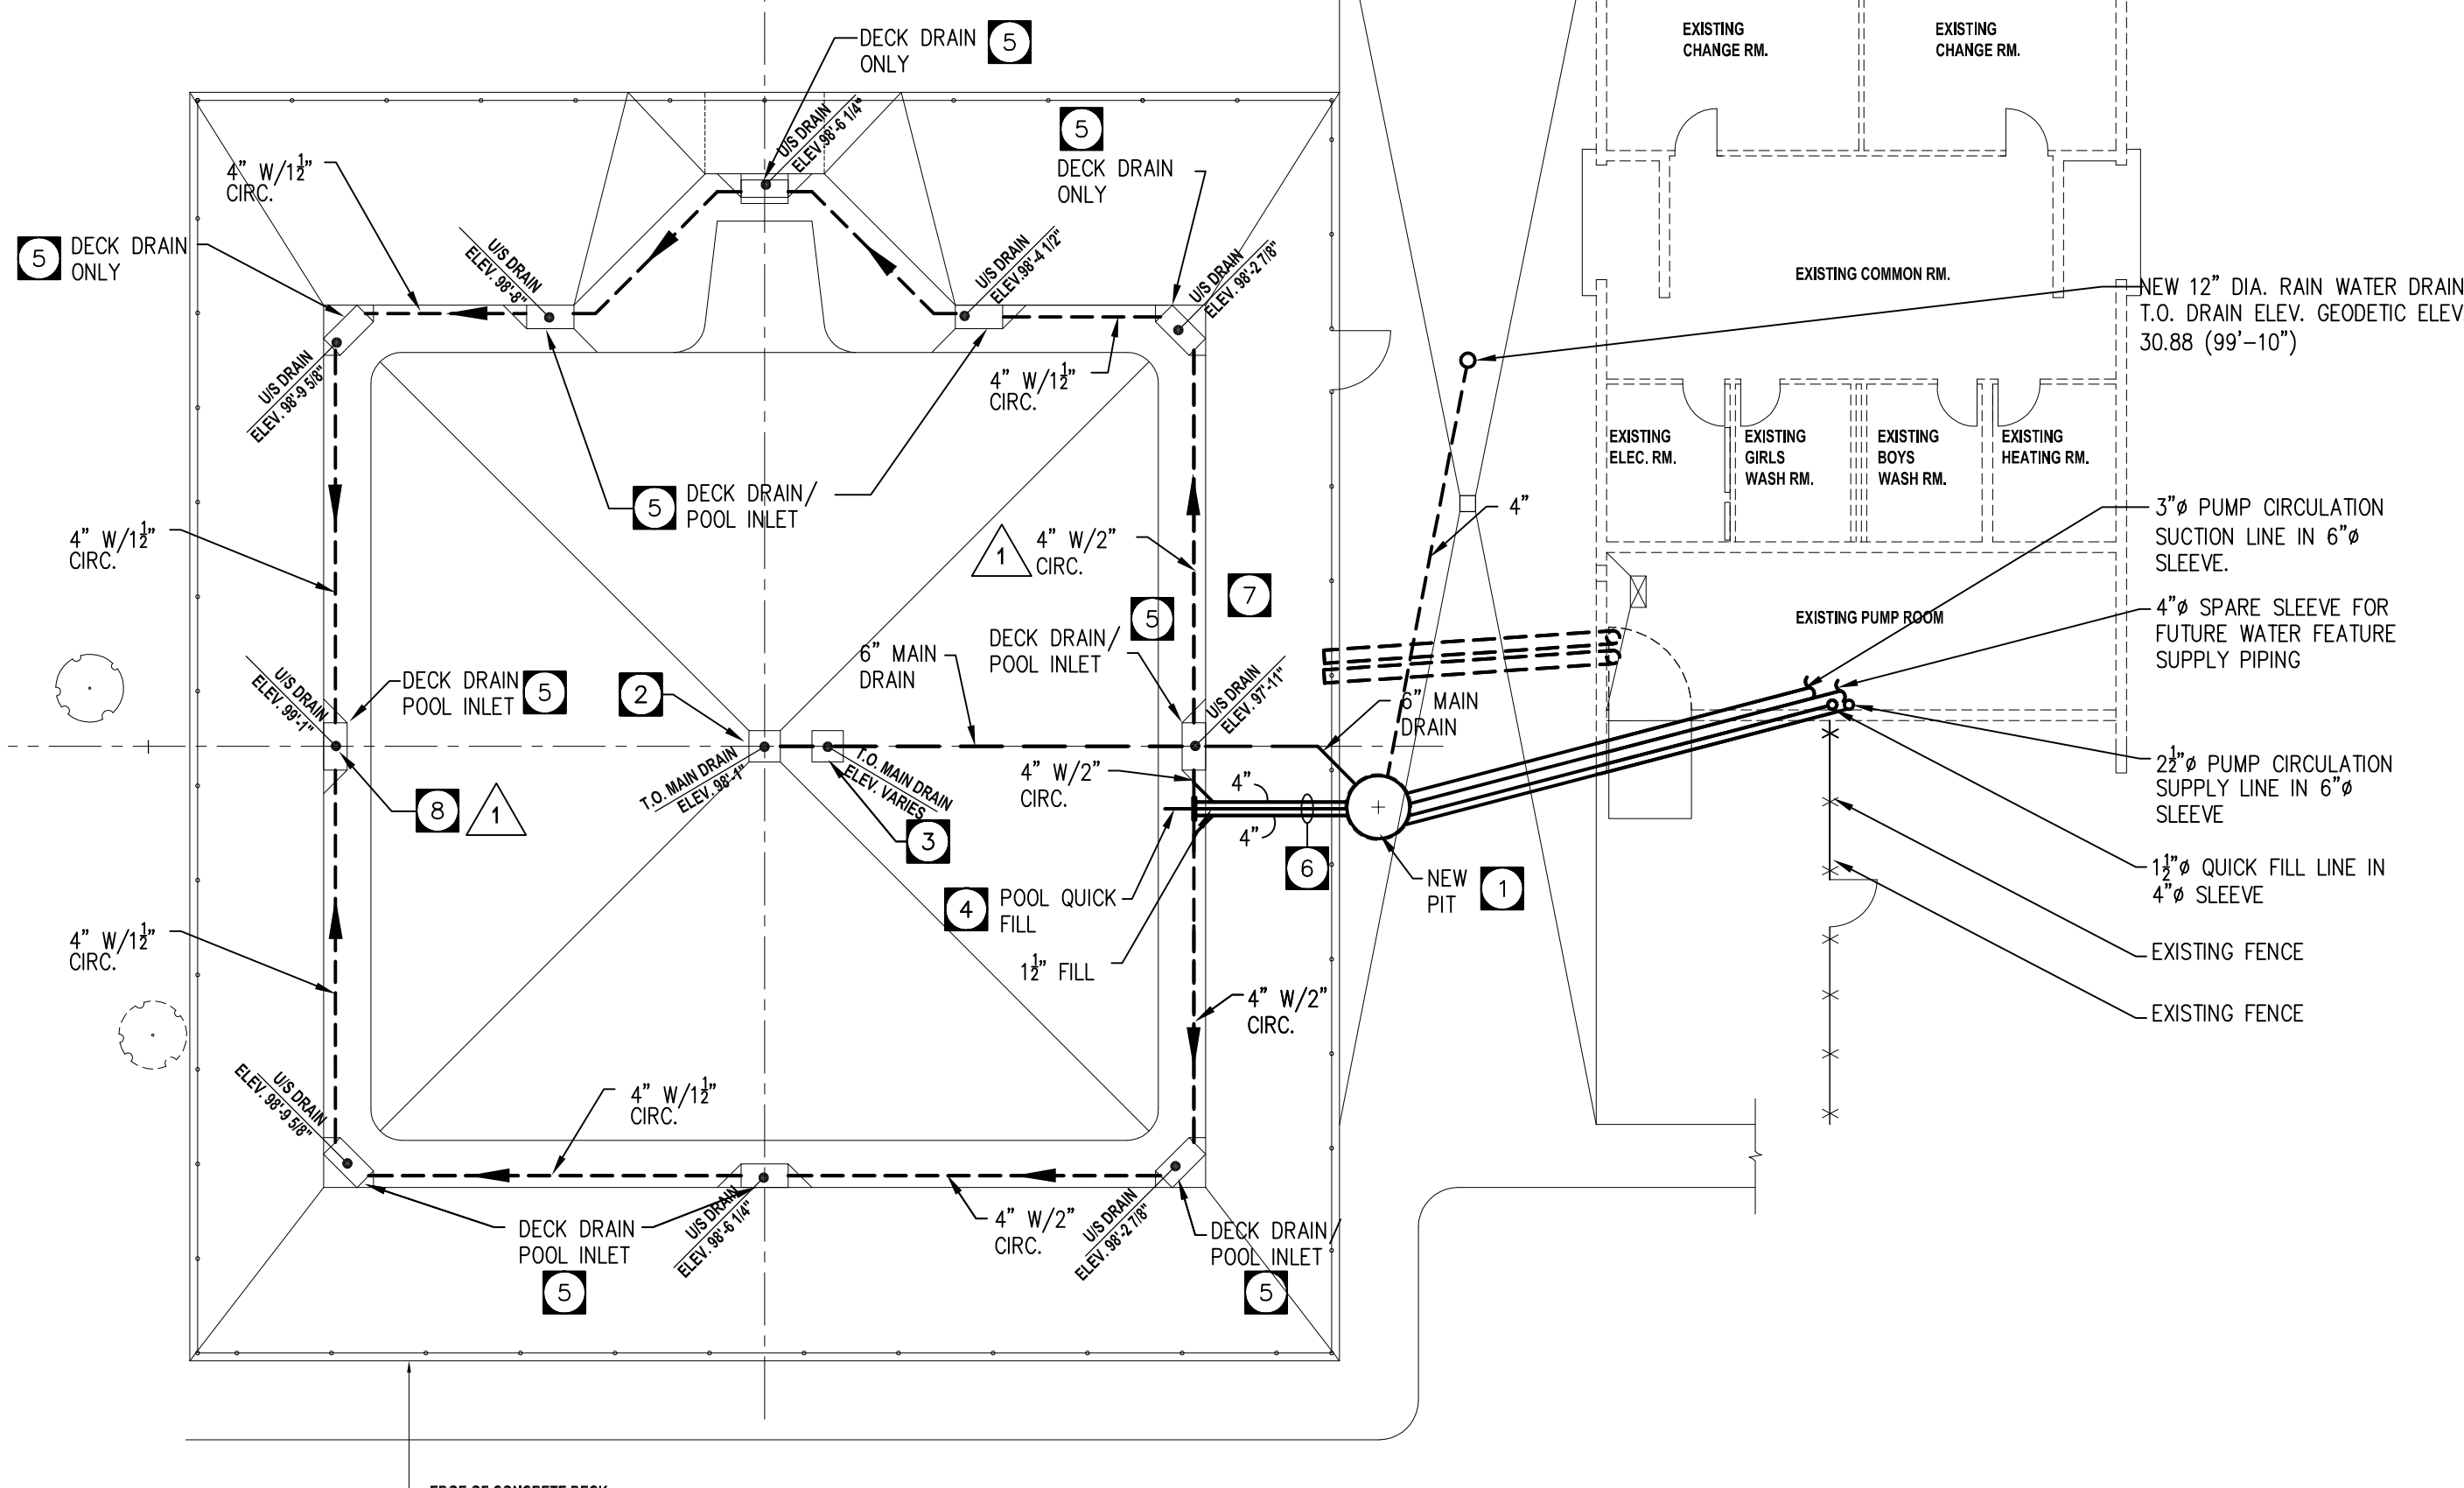 DECK DRAIN
ONLY
5
EXISTING
CHANGE RM.
EXISTING
CHANGE RM.
U/S DRAIN
ELEV.98'-6 1/4"
5
DECK DRAIN
ONLY
4" W/1½"
CIRC.
5
DECK DRAIN
ONLY
U/S DRAIN
ELEV. 98'-8"
U/S DRAIN
ELEV.98'-4 1/2"
U/S DRAIN
ELEV. 98'-2 7/8"
EXISTING COMMON RM.
NEW 12" DIA. RAIN WATER DRAIN
T.O. DRAIN ELEV. GEODETIC ELEV
30.88 (99'-10")
U/S DRAIN
ELEV. 98'-9 5/8"
4" W/1½"
CIRC.
EXISTING
ELEC. RM.
EXISTING
GIRLS
WASH RM.
EXISTING
BOYS
WASH RM.
EXISTING
HEATING RM.
5
DECK DRAIN/
POOL INLET
4"
3"ø PUMP CIRCULATION
SUCTION LINE IN 6"ø
SLEEVE.
4" W/1½"
CIRC.
1
4" W/2"
CIRC.
7
5
DECK DRAIN/
POOL INLET
EXISTING PUMP ROOM
4"ø SPARE SLEEVE FOR
FUTURE WATER FEATURE
SUPPLY PIPING
6" MAIN
DRAIN
U/S DRAIN
ELEV. 99'-1"
DECK DRAIN
POOL INLET
5
2
U/S DRAIN
ELEV. 97'-11"
6" MAIN
DRAIN
T.O. MAIN DRAIN
ELEV. 98'-1"
T.O. MAIN DRAIN
ELEV. VARIES
4" W/2"
CIRC.
4"
4"
2½"ø PUMP CIRCULATION
SUPPLY LINE IN 6"ø
SLEEVE
8
1
3
6
NEW
PIT
1
1½"ø QUICK FILL LINE IN
4"ø SLEEVE
4
POOL QUICK
FILL
4" W/1½"
CIRC.
1½" FILL
EXISTING FENCE
4" W/2"
CIRC.
EXISTING FENCE
U/S DRAIN
ELEV. 98'-9 5/8"
4" W/1½"
CIRC.
DECK DRAIN
POOL INLET
5
U/S DRAIN
ELEV. 98'-6 1/4"
4" W/2"
CIRC.
U/S DRAIN
ELEV. 98'-2 7/8"
DECK DRAIN /
POOL INLET
5
EDGE OF CONCRETE DECK